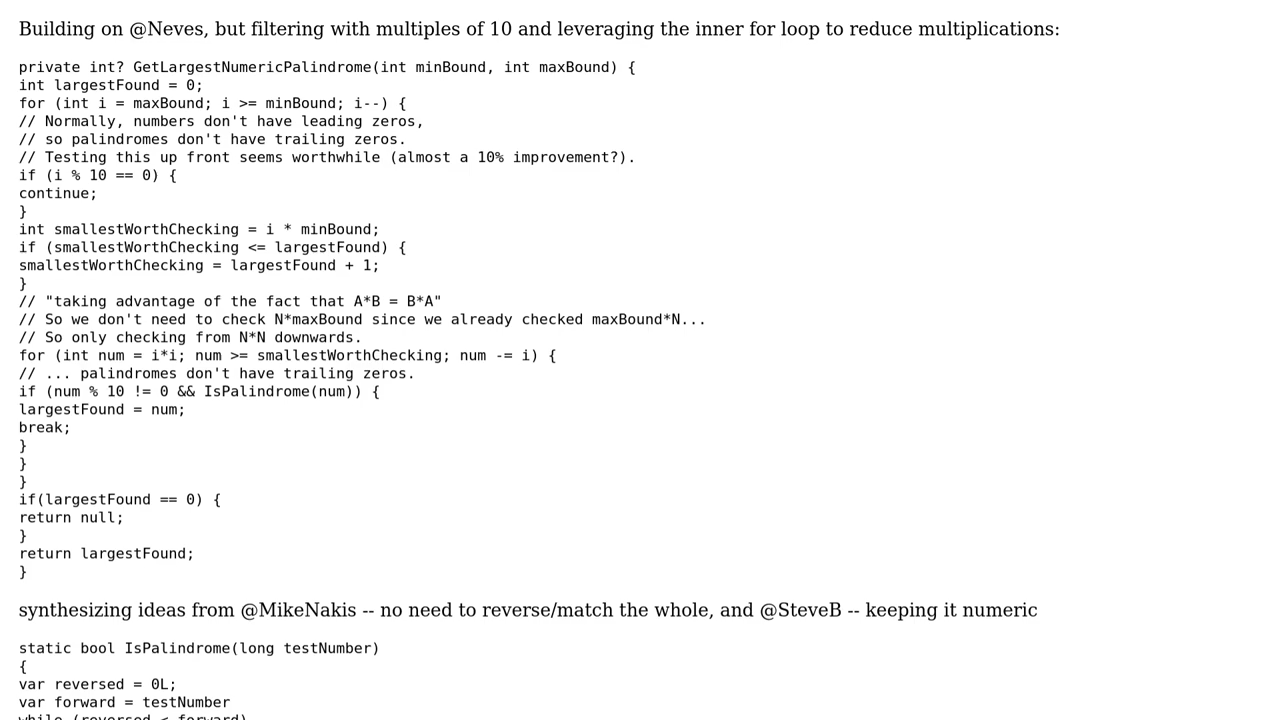 Building on @Neves, but filtering with multiples of 10 and leveraging the inner for loop to reduce multiplications:
private int? GetLargestNumericPalindrome(int minBound, int maxBound) {
int largestFound = 0;
for (int i = maxBound; i >= minBound; i--) {
// Normally, numbers don't have leading zeros,
// so palindromes don't have trailing zeros.
// Testing this up front seems worthwhile (almost a 10% improvement?).
if (i % 10 == 0) {
continue;
}
int smallestWorthChecking = i * minBound;
if (smallestWorthChecking <= largestFound) {
smallestWorthChecking = largestFound + 1;
}
// "taking advantage of the fact that A*B = B*A"
// So we don't need to check N*maxBound since we already checked maxBound*N...
// So only checking from N*N downwards.
for (int num = i*i; num >= smallestWorthChecking; num -= i) {
// ... palindromes don't have trailing zeros.
if (num % 10 != 0 && IsPalindrome(num)) {
largestFound = num;
break;
}
}
}
if(largestFound == 0) {
return null;
}
return largestFound;
}
synthesizing ideas from @MikeNakis -- no need to reverse/match the whole, and @SteveB -- keeping it numeric
static bool IsPalindrome(long testNumber)
{
var reversed = 0L;
var forward = testNumber
while (reversed < forward)